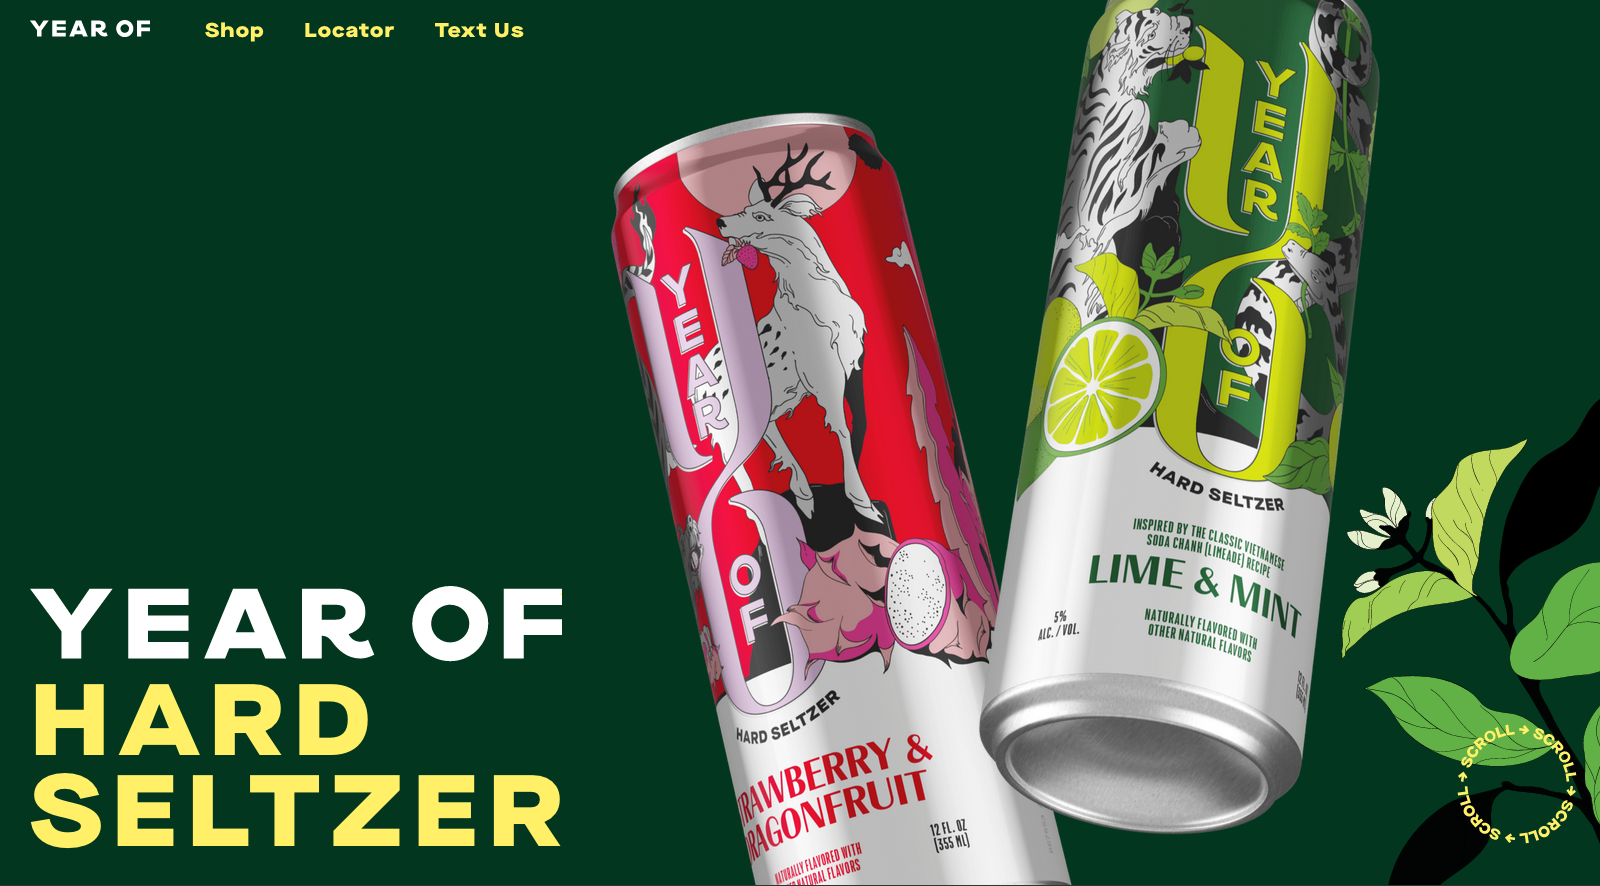 YEAR OF
Shop
Locator
Text Us
YEAR
OF
HARD SELTZER
INSPIRED BY THE CLASSIC VIETNAMESE
SODA CHANH (LIMEADE) RECIPE
LIME & MINT
5%
ALC. / VOL.
NATURALLY FLAVORED WITH
OTHER NATURAL FLAVORS
YEAR
OF
HARD SELTZER
TRAWBERRY &
RAGONFRUIT
12 FL. OZ
(355 ML)
NATURALLY FLAVORED WITH
NATURAL FLAVORS
YEAR OF
HARD
SELTZER
SCROLL → SCROLL → SCROLL → SCROLL →